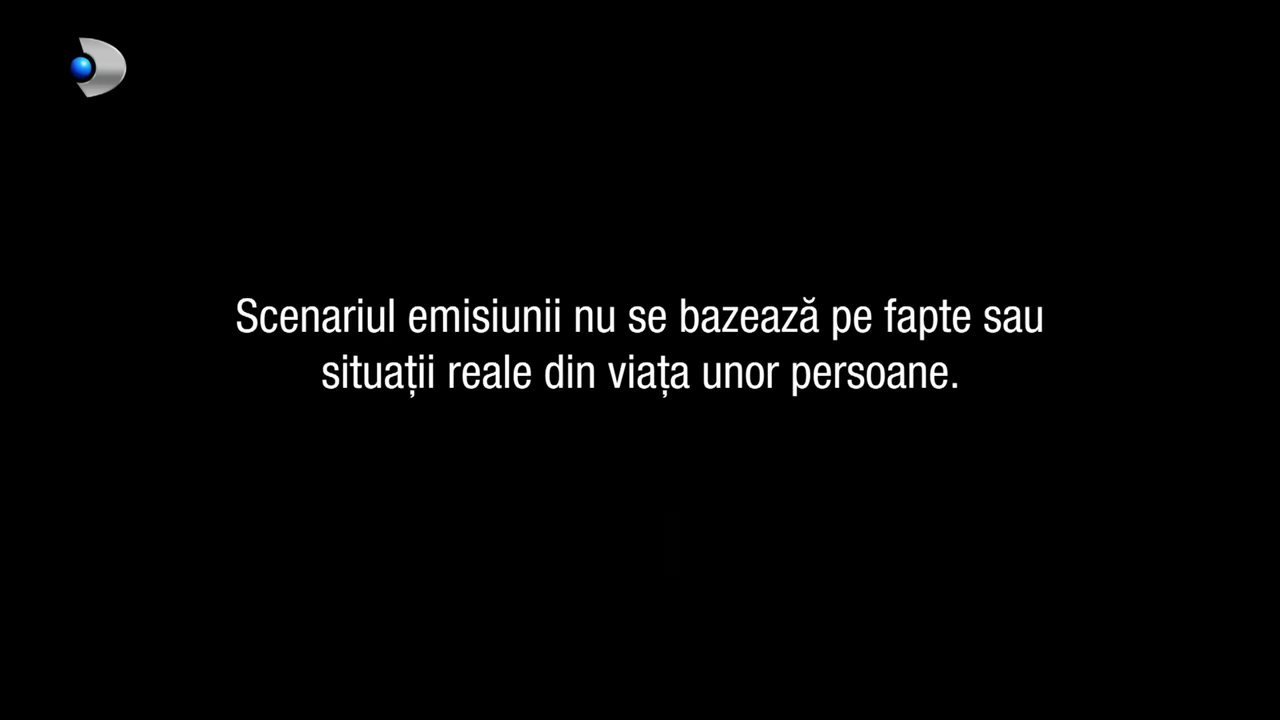 Scenariul emisiunii nu se bazează pe fapte sau
situații reale din viața unor persoane.